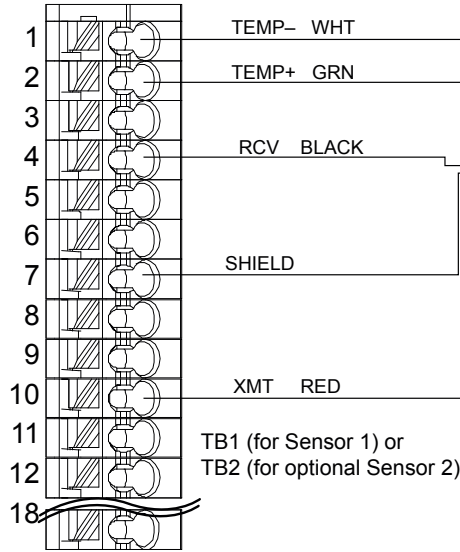 1 TEMP– WHT
2 TEMP+ GRN
3
4 RCV BLACK
5
6
7 SHIELD
8
9
10 XMT RED
11
12
TB1 (for Sensor 1) or
TB2 (for optional Sensor 2)
18